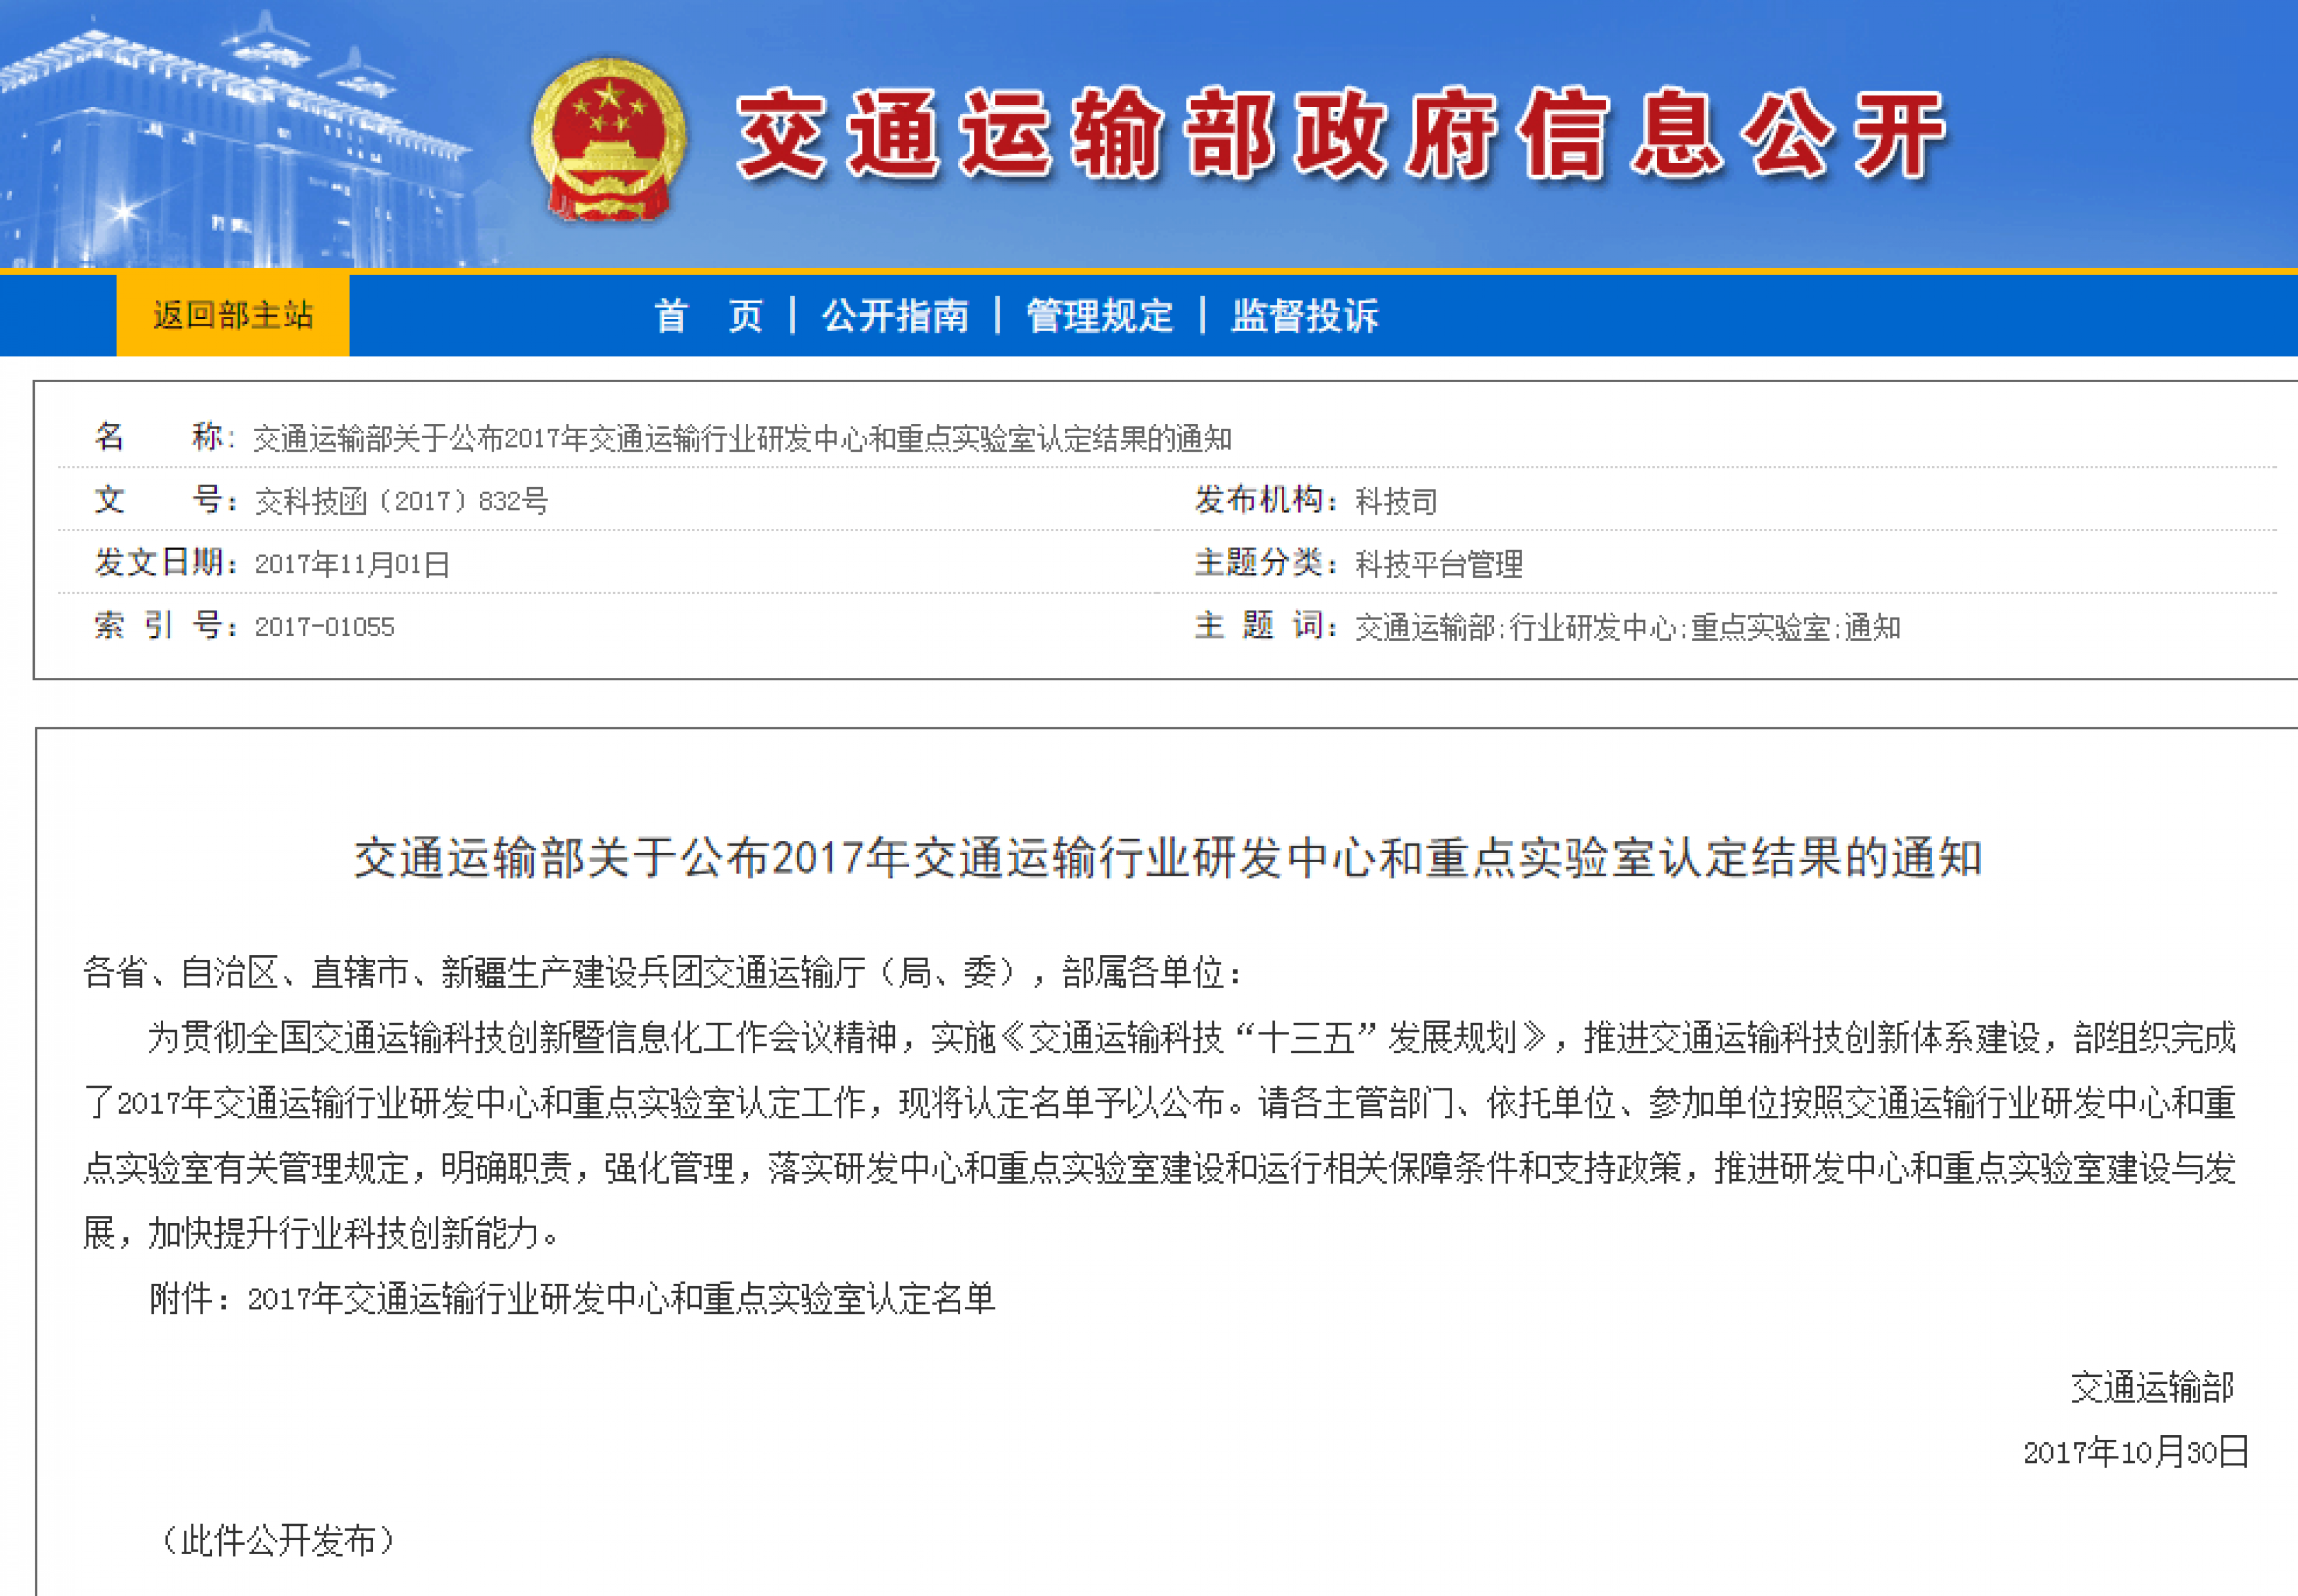 交通运输部政府信息公开
返回部主站
首 页 | 公开指南 | 管理规定 | 监督投诉
名 称：交通运输部关于公布2017年交通运输行业研发中心和重点实验室认定结果的通知
文 号：交科技函（2017）832号 发布机构：科技司
发文日期：2017年11月01日 主题分类：科技平台管理
索 引 号：2017-01055 主 题 词：交通运输部;行业研发中心;重点实验室;通知
交通运输部关于公布2017年交通运输行业研发中心和重点实验室认定结果的通知
各省、自治区、直辖市、新疆生产建设兵团交通运输厅（局、委），部属各单位：
为贯彻全国交通运输科技创新暨信息化工作会议精神，实施《交通运输科技“十三五”发展规划》，推进交通运输科技创新体系建设，部组织完成
了2017年交通运输行业研发中心和重点实验室认定工作，现将认定名单予以公布。请各主管部门、依托单位、参加单位按照交通运输行业研发中心和重
点实验室有关管理规定，明确职责，强化管理，落实研发中心和重点实验室建设和运行相关保障条件和支持政策，推进研发中心和重点实验室建设与发
展，加快提升行业科技创新能力。
附件：2017年交通运输行业研发中心和重点实验室认定名单
交通运输部
2017年10月30日
（此件公开发布）